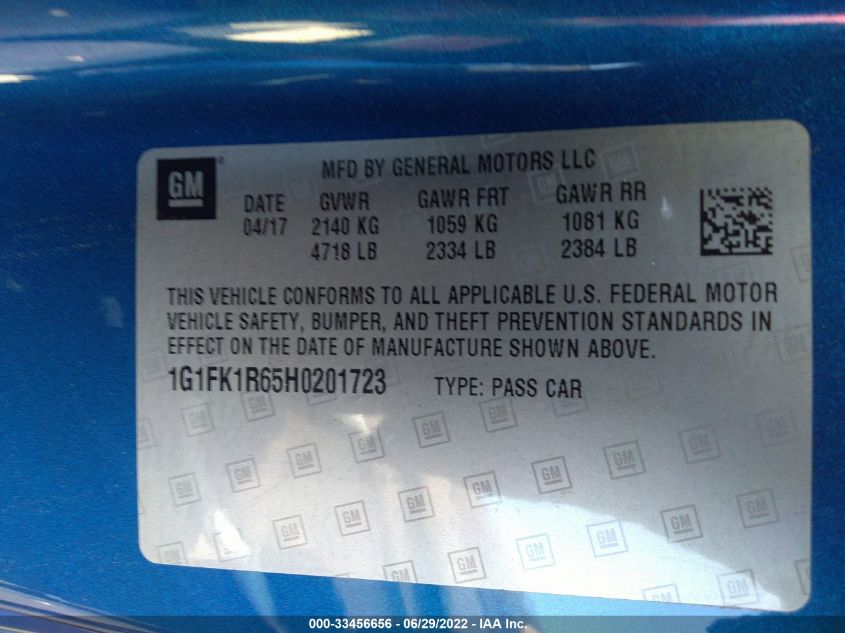 GM ®
MFD BY GENERAL MOTORS LLC
DATE GVWR GAWR FRT GAWR RR
04/17 2140 KG 1059 KG 1081 KG
4718 LB 2334 LB 2384 LB
THIS VEHICLE CONFORMS TO ALL APPLICABLE U.S. FEDERAL MOTOR
VEHICLE SAFETY, BUMPER, AND THEFT PREVENTION STANDARDS IN
EFFECT ON THE DATE OF MANUFACTURE SHOWN ABOVE.
1G1FK1R65H0201723 TYPE: PASS CAR
000-33456656 - 06/29/2022 - IAA Inc.